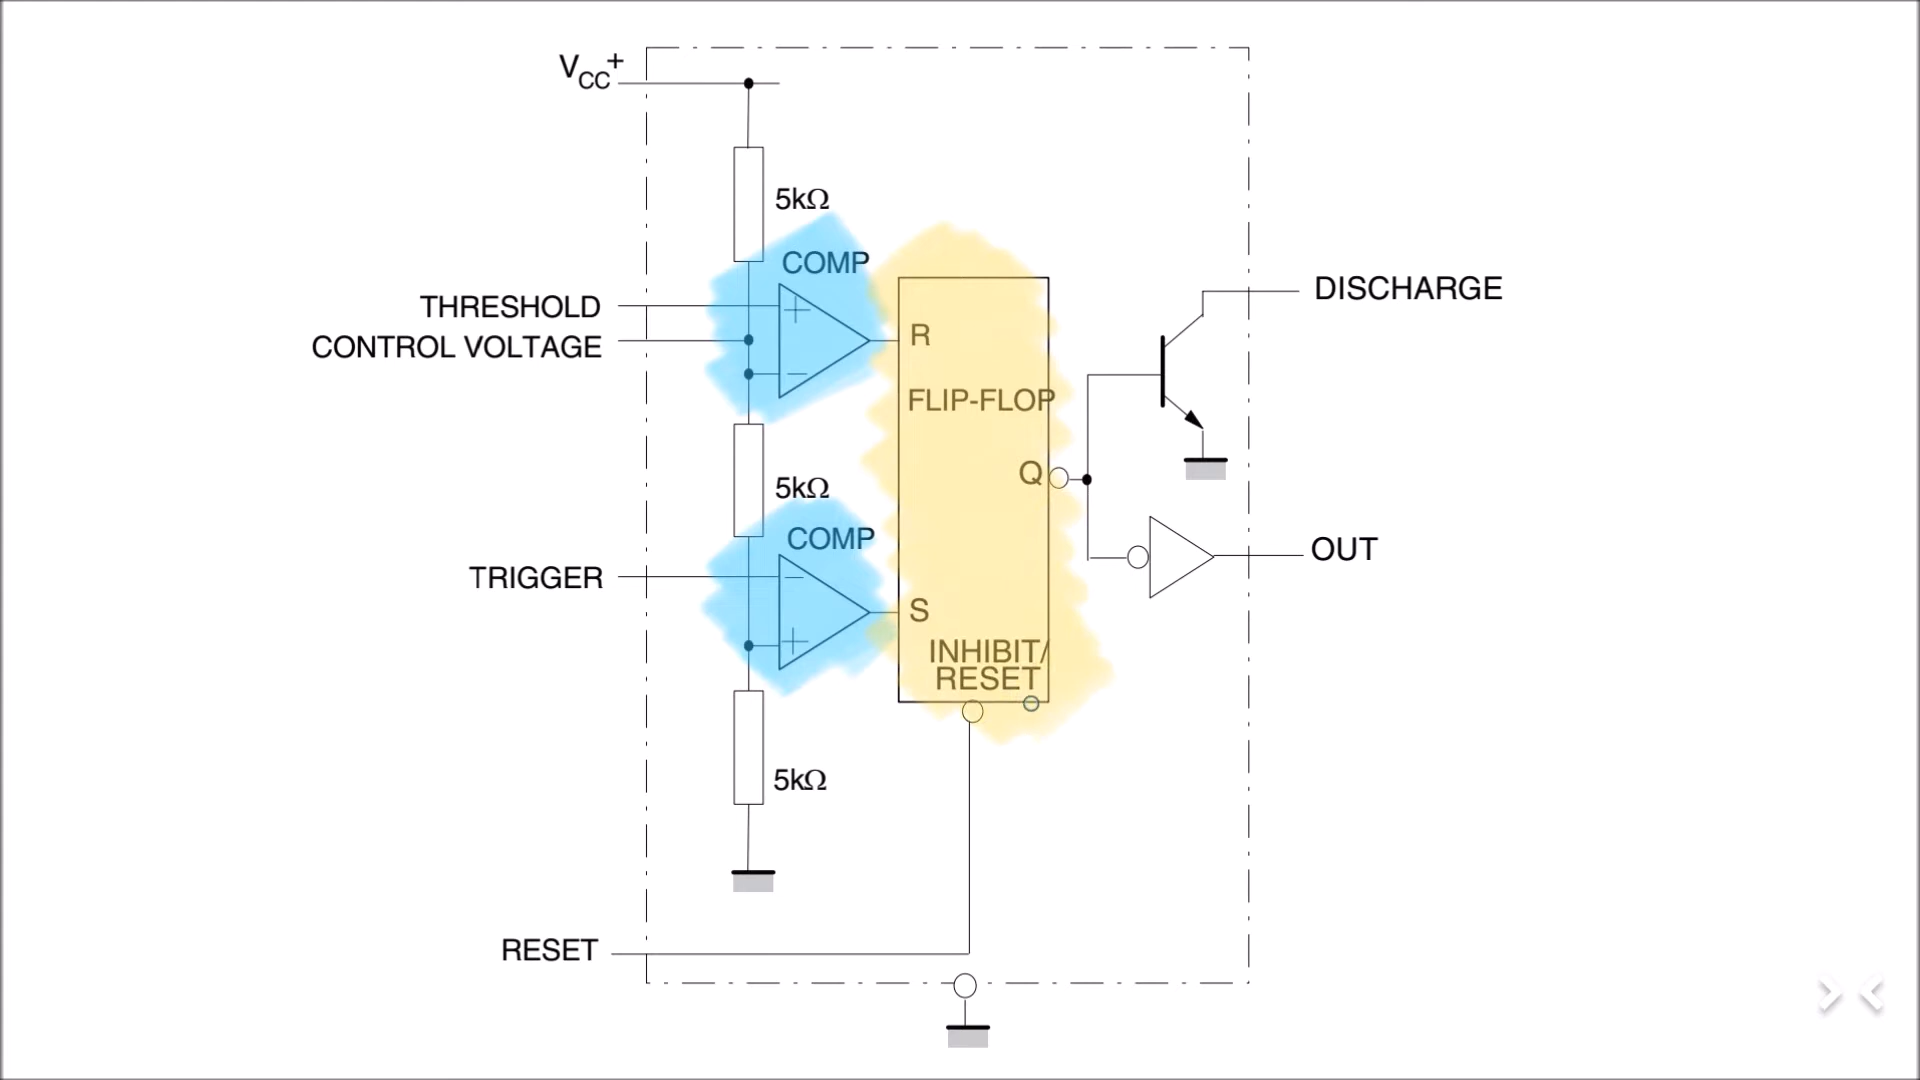 VCC+
5kΩ
COMP
THRESHOLD
CONTROL VOLTAGE
+
−
R
FLIP-FLOP
Q
DISCHARGE
5kΩ
COMP
TRIGGER
−
+
S
INHIBIT/
RESET
OUT
5kΩ
RESET